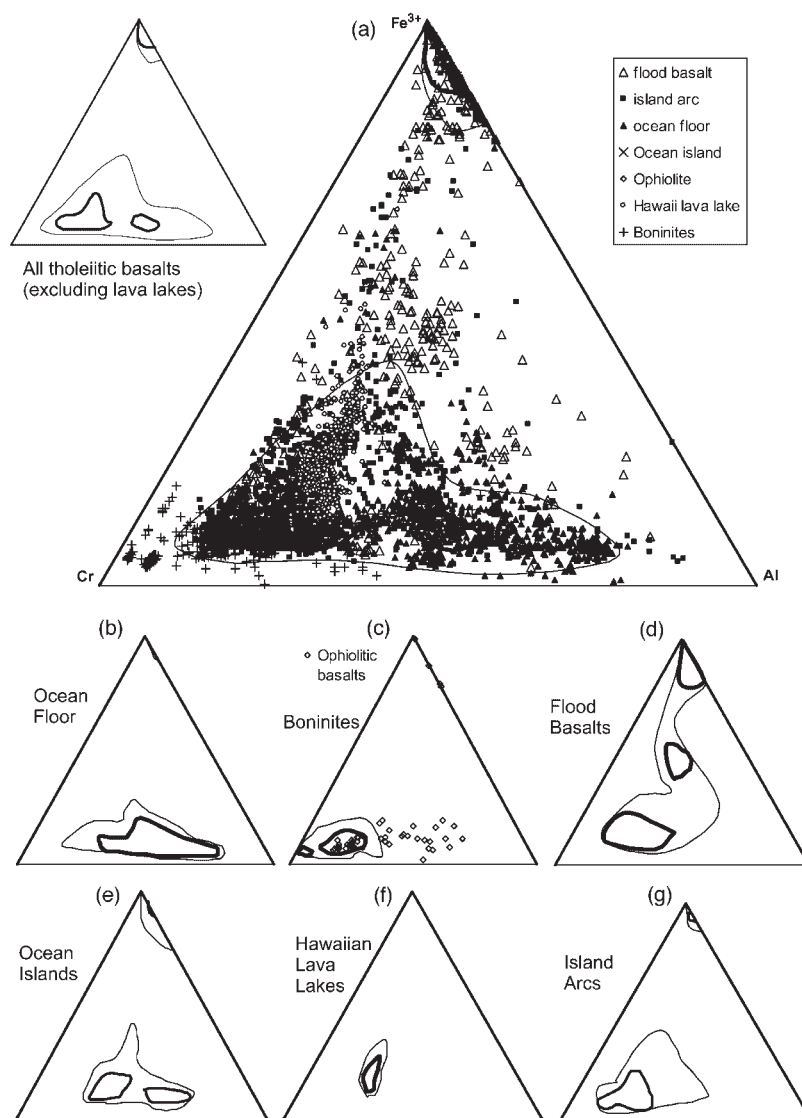 (a)
Fe3+
Cr
Al
△ flood basalt
■ island arc
▲ ocean floor
× Ocean island
◇ Ophiolite
○ Hawaii lava lake
+ Boninites
All tholeiitic basalts
(excluding lava lakes)
(b)
Ocean
Floor
(c)
◇ Ophiolitic
basalts
Boninites
(d)
Flood
Basalts
(e)
Ocean
Islands
(f)
Hawaiian
Lava
Lakes
(g)
Island
Arcs